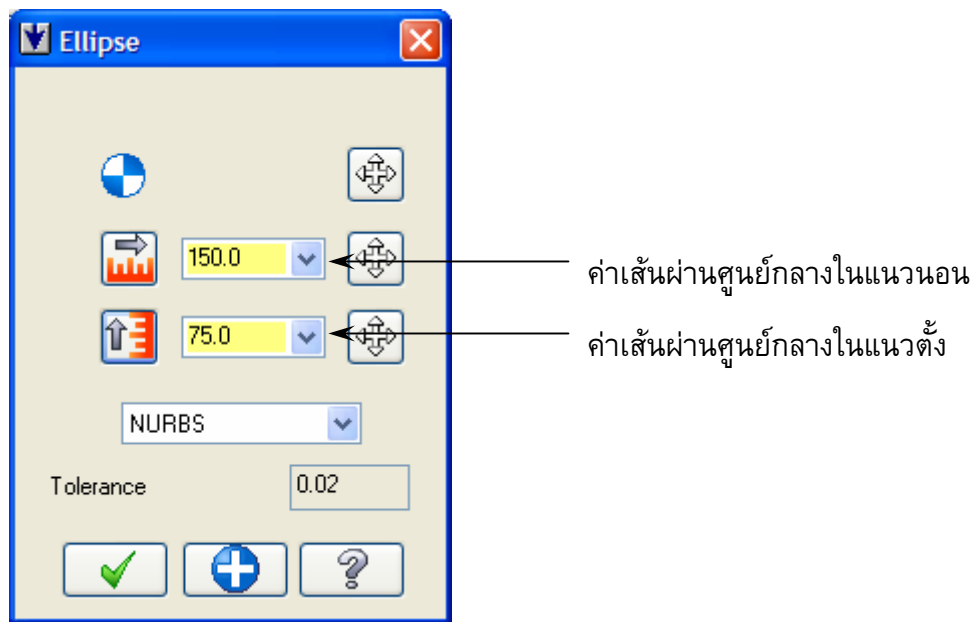 Ellipse
150.0
ค่าเส้นผ่านศูนย์กลางในแนวนอน
75.0
ค่าเส้นผ่านศูนย์กลางในแนวตั้ง
NURBS
Tolerance
0.02